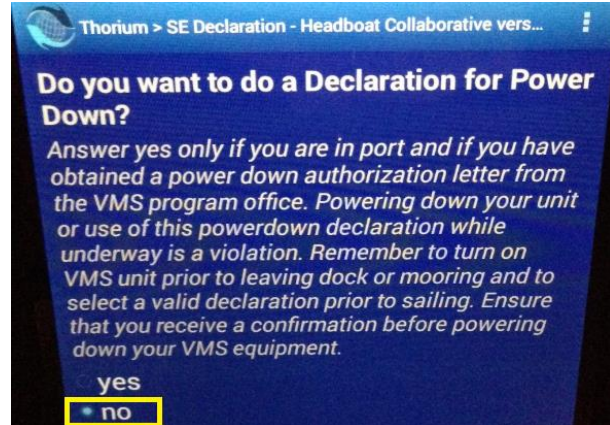 Thorium > SE Declaration - Headboat Collaborative vers...
Do you want to do a Declaration for Power
Down?
Answer yes only if you are in port and if you have
obtained a power down authorization letter from
the VMS program office. Powering down your unit
or use of this powerdown declaration while
underway is a violation. Remember to turn on
VMS unit prior to leaving dock or mooring and to
select a valid declaration prior to sailing. Ensure
that you receive a confirmation before powering
down your VMS equipment.
yes
no